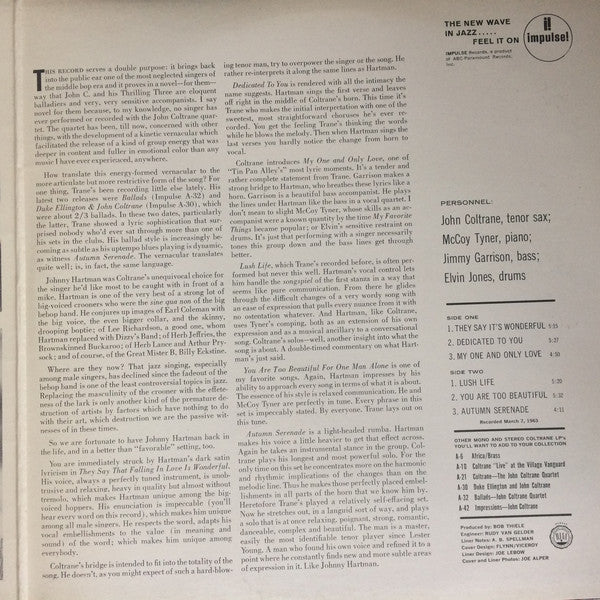 THIS RECORD serves a double purpose: it brings back
into the public ear one of the most neglected singers of
the middle bop era and it proves in a novel—for them—
way that John C. and his Thrilling Three are eloquent
balladiers and very, very sensitive accompanists. I say
novel for them because, to my knowledge, no singer has
ever performed or recorded with the John Coltrane quar-
tet. The quartet has been, till now, concerned with other
things, with the development of a kinetic vernacular which
facilitated the release of a kind of group energy that was
deeper in content and fuller in emotional color than any
music I have ever experienced, anywhere.
How translate this energy-formed vernacular to the
more articulate but more restrictive form of the song? For
one thing, Trane's been recording little else lately. His
latest two releases were Ballads (Impulse A-32) and
Duke Ellington & John Coltrane (Impulse A-30), which
were about 2/3 ballads. In these two dates, particularly
the latter, Trane showed a lyric sophistication that sur-
prised nobody who'd ever sat through more than one of
his sets in the clubs. His ballad style is increasingly be-
coming as subtle as his uptempo blues playing is dynamic,
as witness Autumn Serenade. The vernacular translates
quite well; is, in fact, the same language.
Johnny Hartman was Coltrane's unequivocal choice for
the singer he'd like most to be caught with in front of a
mike. Hartman is one of the very best of a strong lot of
big-voiced crooners who were the sine qua non of the big
bebop band. He conjures up images of Earl Coleman with
the big voice, the even bigger collar, and the skinny,
drooping bowtie; of Lee Richardson, a good one, whom
Hartman replaced with Dizzy's Band; of Herb Jeffries, the
Brownskinned Buckaroo; of Herb Lance and Arthur Pry-
sock; and of course, of the Great Mister B, Billy Eckstine.
Where are they now? That jazz singing, especially
among male singers, has declined since the fadeout of the
bebop band is one of the least controversial topics in jazz.
Replacing the masculinity of the crooner with the effete-
ness of the lark is only another kind of the premature de-
struction of artists by factors which have nothing to do
with their art, which destruction we are the passive wit-
nesses of in these times.
So we are fortunate to have Johnny Hartman back in
the life, and in a better than "favorable" setting, too.
You are immediately struck by Hartman's dark satin
lyricism in They Say That Falling In Love Is Wonderful.
His voice, always a perfectly tuned instrument, is unob-
trusive and relaxing, heavy in quality but almost without
tremolo, which makes Hartman unique among the big-
voiced hoppers. His enunciation is impeccable (you'll
hear every word on this record), which makes him unique
among all male singers. He respects the word, adapts his
vocal embellishments to the value (in meaning and
sound) of the word; which makes him unique among
everybody.
Coltrane's bridge is intended to fit into the totality of the
song. He doesn't, as you might expect of such a hard-blow-
ing tenor man, try to overpower the singer or the song. He
rather re-interprets it along the same lines as Hartman.
Dedicated To You is rendered with all the intimacy the
name suggests. Hartman sings the first verse and leaves
off right in the middle of Coltrane's born. This time it's
Trane who makes the initial interpretation with one of the
sweetest, most straightforward choruses he's ever re-
corded. You get the feeling Trane's thinking the words
while he blows the melody. Then when Hartman sings the
last verses you hardly notice the change from born to
vocal.
Coltrane introduces My One and Only Love, one of
"Tin Pan Alley's" most lyric moments. It's a tender and
rather complete statement from Trane. Garrison makes a
strong bridge to Hartman, who breathes these lyrics like a
horn. Garrison is a beautiful bass accompanist. He plays
the lines under Hartman like the bass in a vocal quartet. I
don't mean to slight McCoy Tyner, whose skills as an ac-
companist were a known quantity by the time My Favorite
Things became popular; or Elvin's sensitive restraint on
drums. It's just that performing with a singer necessarily
tones this group down and the bass lines get through
better.
Lush Life, which Trane's recorded before, is often per-
formed but never this well. Hartman's vocal control lets
him handle the songspiel of the first stanza in a way that
seems like pure communication. From there he glides
through the difficult changes of a very wordy song with
an ease of expression that pulls every nuance from it with
no ostentation whatever. And Hartman, like Coltrane,
uses Tyner's comping, both as an extension of his own
expression and as a musical ancillary to a conversational
song. Coltrane's solos—well, another insight into what the
song is about. A double-timed commentary on what Hart-
man's just said.
You Are Too Beautiful For One Man Alone is one of
my favorite songs. Again, Hartman impresses by his
ability to approach every song in terms of what it is about.
The essence of his style is relaxed communication. He and
McCoy Tyner are perfectly in tune. Every phrase in this
set is impeccably stated. By everyone. Trane lays out on
this tune.
Autumn Serenade is a light-headed rumba. Hartman
makes his voice a little heavier to get that effect across.
Again he takes an instrumental stance in the group. Col-
trane plays his longest and most powerful solo. For the
only time on this set he concentrates more on the harmonic
and rhythmic implications of the changes than on the
melodic line. Thus he makes those perfectly placed embel-
lishments in all parts of the horn that we know him by.
Heretofore Trane's played a relatively self-effacing set.
Now he stretches out, in a languid sort of way, and plays
a solo that is at once relaxing, poignant, strong, romantic,
danceable, complex, and beautiful. The man is a master,
easily the most identifiable tenor player since Lester
Young. A man who found his own voice and refined it to a
point where he constantly finds new and more subtle areas
of expression in it. Like Johnny Hartman.
THE NEW WAVE
IN JAZZ.....
FEEL IT ON
impulse!
IMPULSE Records, a product
of ABC-Paramount Records,
Inc.
PERSONNEL:
John Coltrane, tenor sax;
McCoy Tyner, piano;
Jimmy Garrison, bass;
Elvin Jones, drums
SIDE ONE
1. THEY SAY IT'S WONDERFUL 5:15
2. DEDICATED TO YOU 5:27
3. MY ONE AND ONLY LOVE 4:50
SIDE TWO
1. LUSH LIFE 5:20
2. YOU ARE TOO BEAUTIFUL 5:32
3. AUTUMN SERENADE 4:11
Recorded March 7, 1963
OTHER MONO AND STEREO COLTRANE LP's
YOU'LL WANT TO ADD TO YOUR COLLECTION
A-6 Africa/Brass
A-10 Coltrane "Live" at the Village Vanguard
A-21 Coltrane—The John Coltrane Quartet
A-30 Duke Ellington and John Coltrane
A-32 Ballads—John Coltrane Quartet
A-42 Impressions—John Coltrane
Produced by: BOB THIELE
Engineer: RUDY VAN GELDER
Liner Notes: A. B. SPELLMAN
Cover Design: FLYNN/VICEROY
Liner Design: JOE LEBOW
Cover and Liner Photos: JOE ALPER